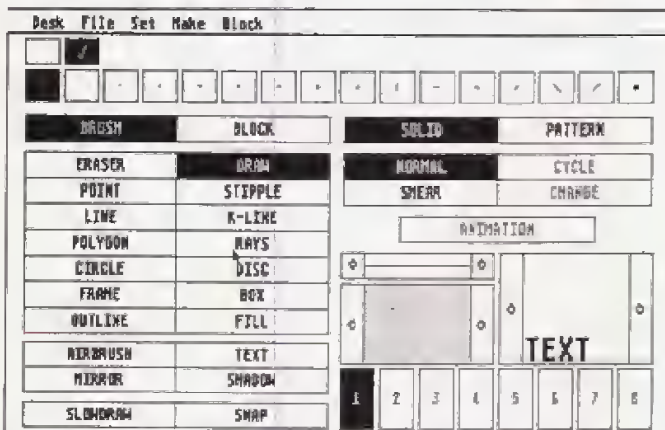 Desk File Set Make Block
BRUSH BLOCK SOLID PATTERN
ERASER DRAW NORMAL CYCLE
POINT STIPPLE SMEAR CHANGE
LINE K-LINE
ANIMATION
POLYGON RAYS
CIRCLE DISC
FRAME BOX
OUTLINE FILL
TEXT
AIRBRUSH TEXT
MIRROR SHADOW
1 2 3 4 5 6 7 8
SLOWDRAW SNAP